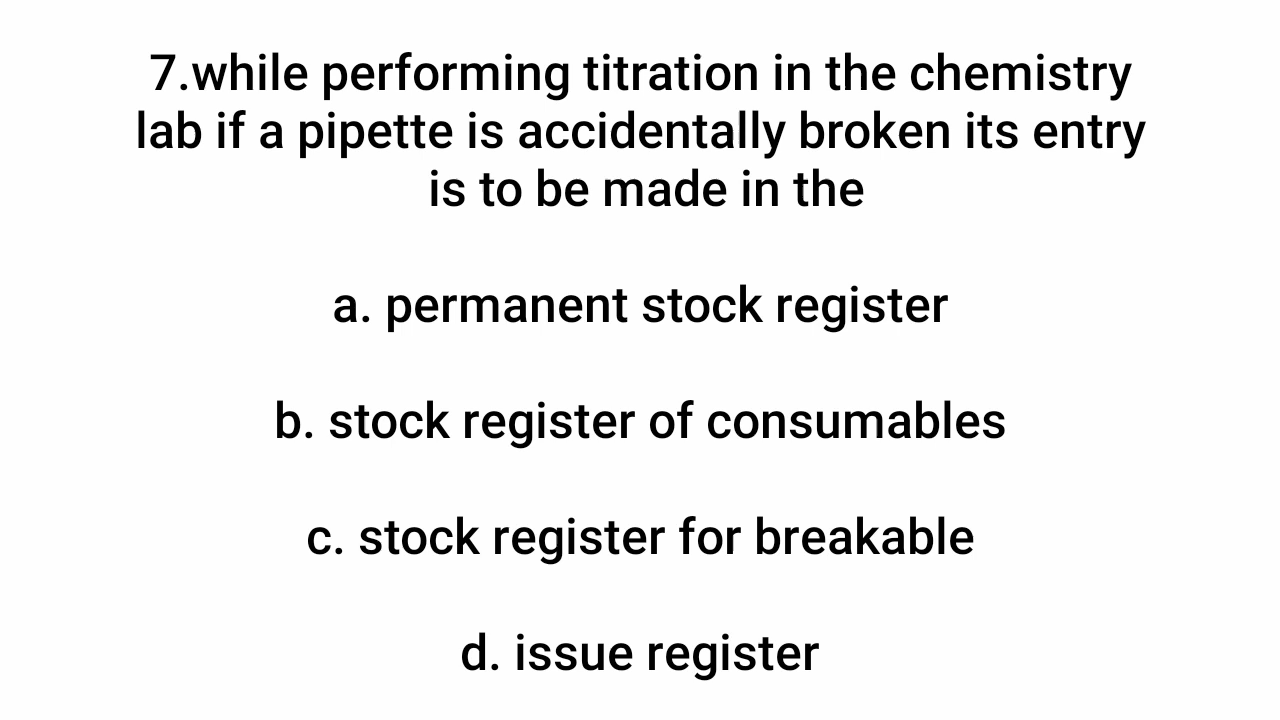 7.while performing titration in the chemistry
lab if a pipette is accidentally broken its entry
is to be made in the
a. permanent stock register
b. stock register of consumables
c. stock register for breakable
d. issue register